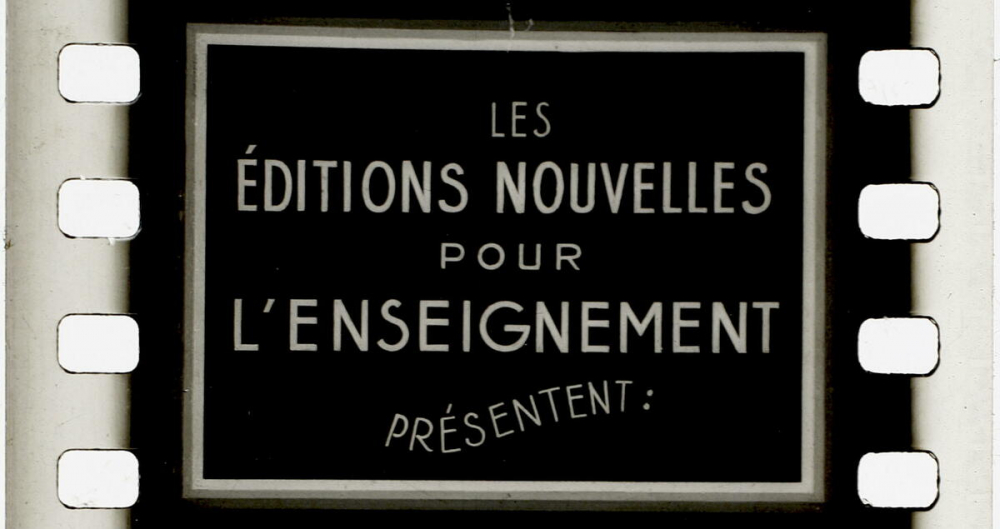 LES
ÉDITIONS NOUVELLES
POUR
L'ENSEIGNEMENT
PRÉSENTENT: